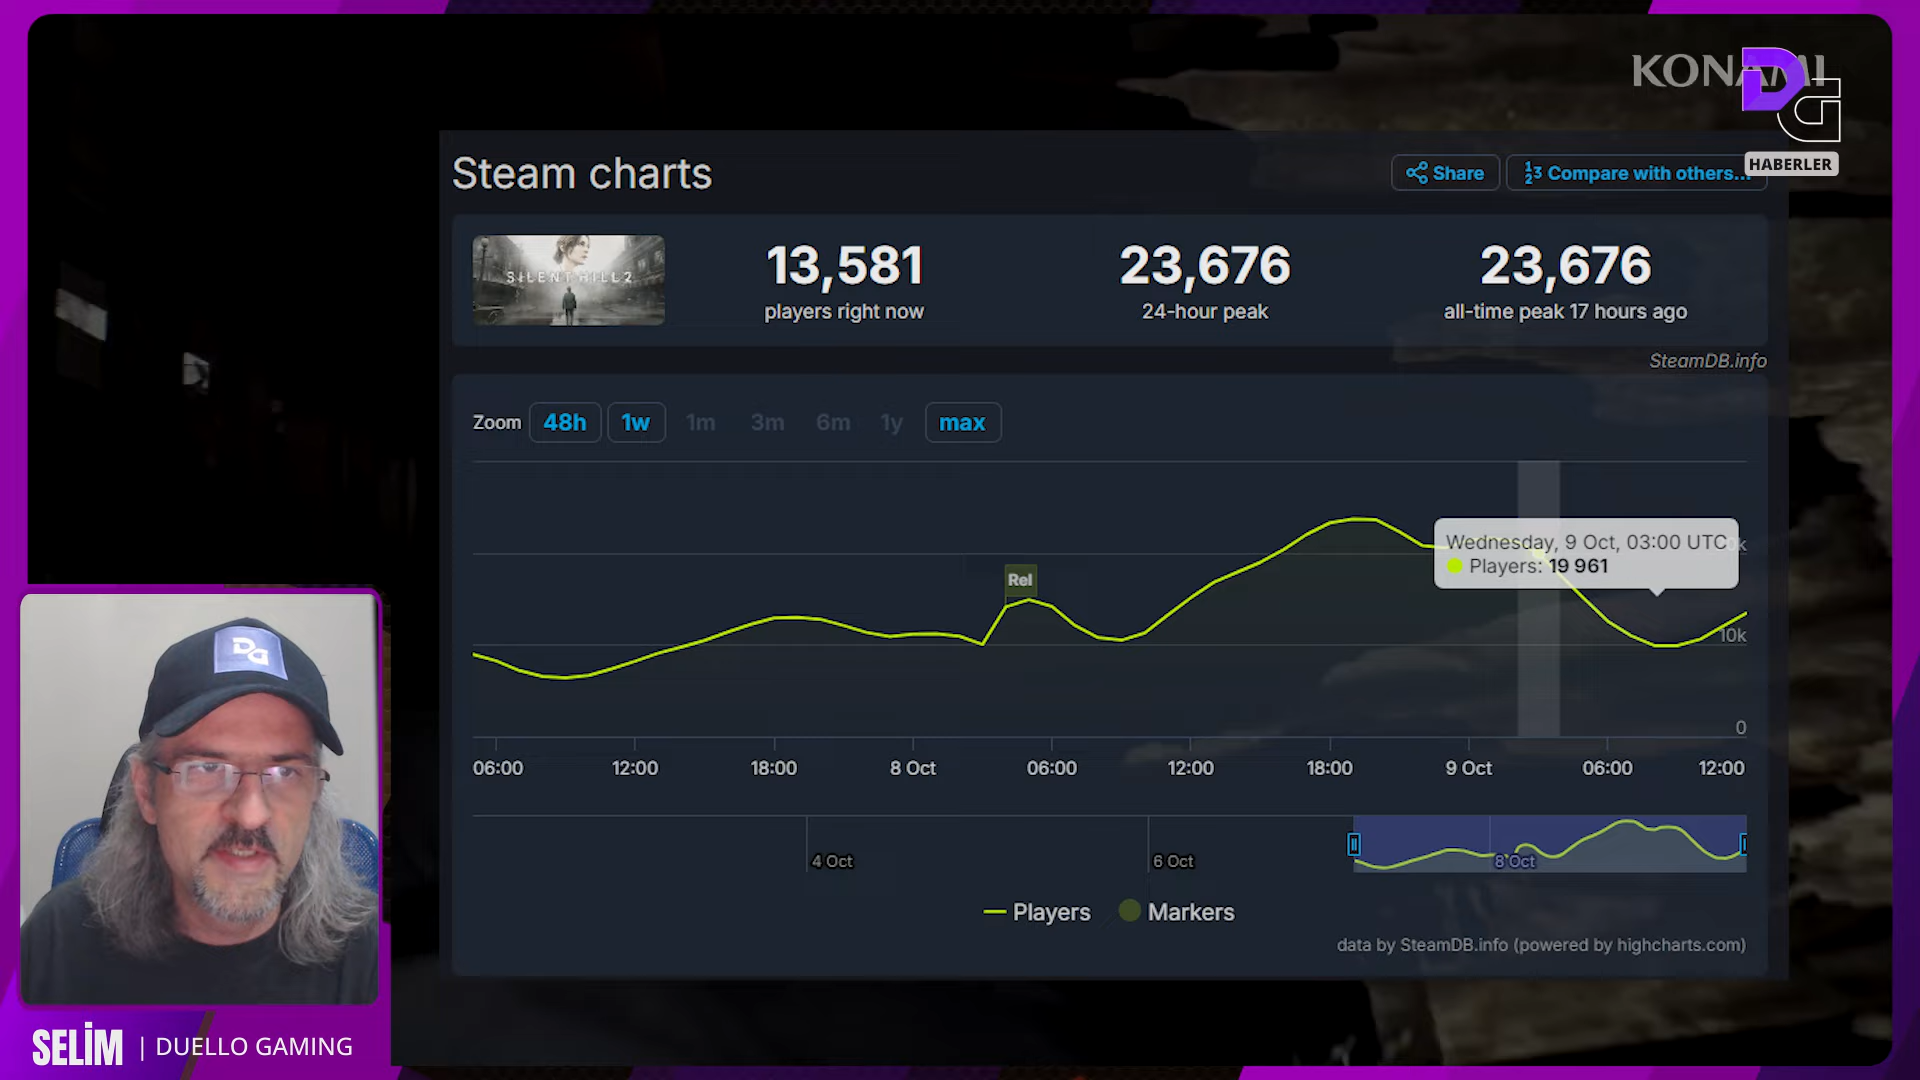 KONAMI
DG
HABERLER
Steam charts
Share
Compare with others...
SILENT HILL 2
13,581
players right now
23,676
24-hour peak
23,676
all-time peak 17 hours ago
SteamDB.info
Zoom 48h 1w 1m 3m 6m 1y max
Rel
Wednesday, 9 Oct, 03:00 UTC
Players: 19 961
10k
0
06:00 12:00 18:00 8 Oct 06:00 12:00 18:00 9 Oct 06:00 12:00
4 Oct 6 Oct 8 Oct
Players Markers
data by SteamDB.info (powered by highcharts.com)
DG
SELİM | DUELLO GAMING